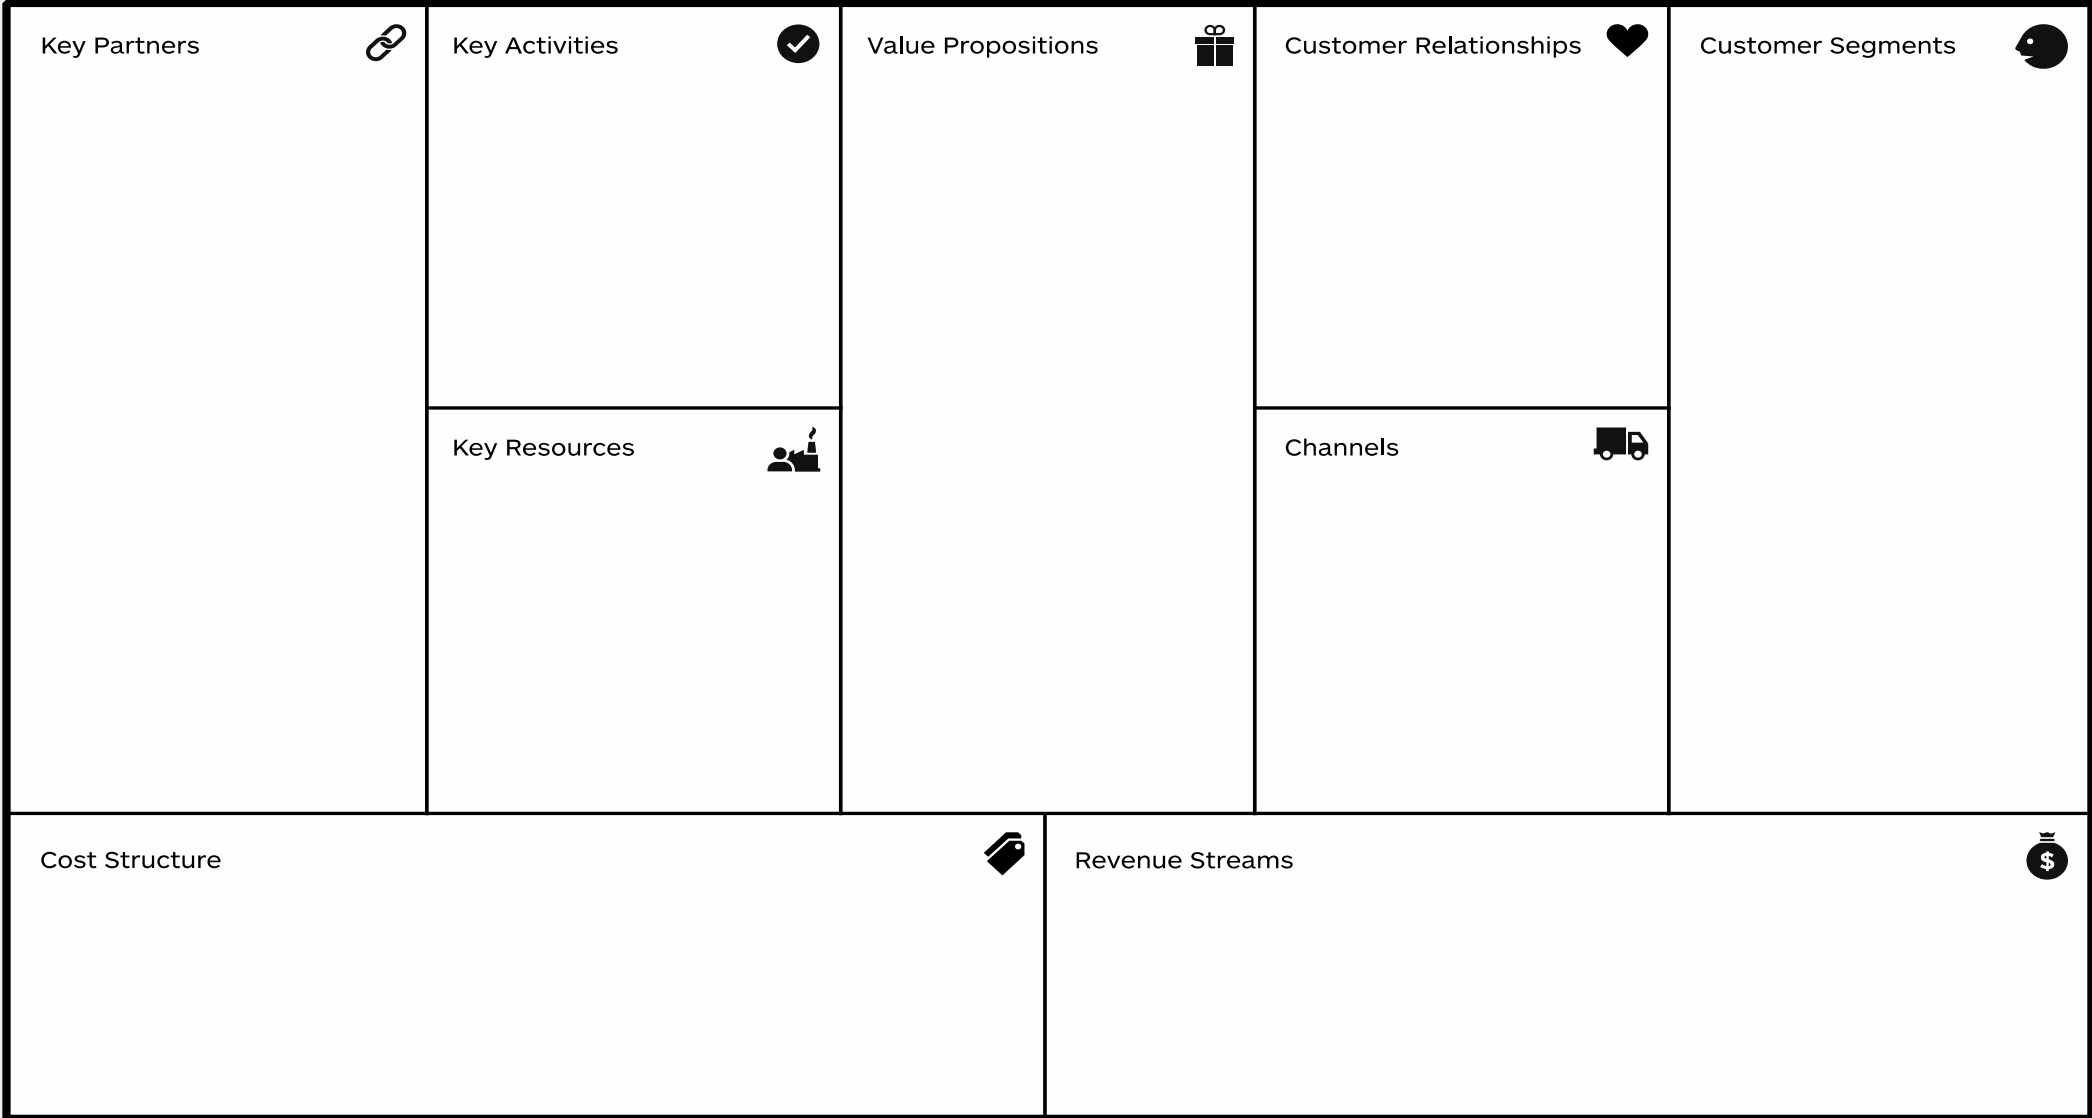 Key Partners
Key Activities
Value Propositions
Customer Relationships
Customer Segments
Key Resources
Channels
Cost Structure
Revenue Streams
$